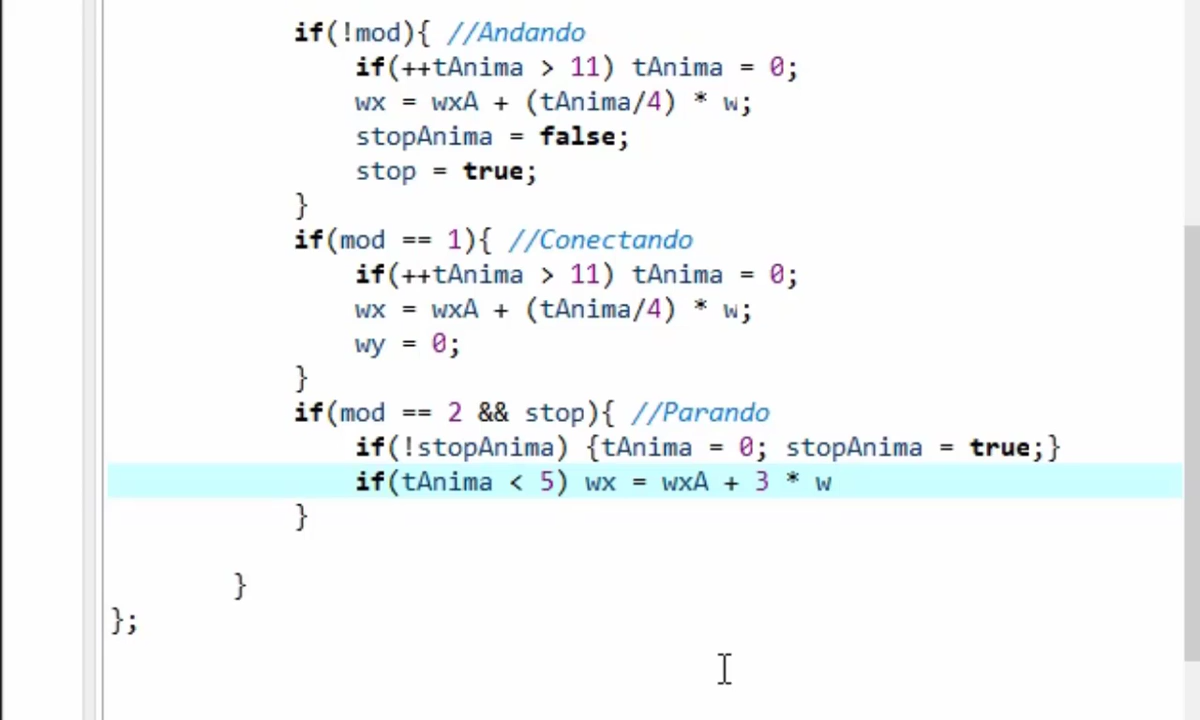 if(!mod){ //Andando
if(++tAnima > 11) tAnima = 0;
wx = wxA + (tAnima/4) * w;
stopAnima = false;
stop = true;
}
if(mod == 1){ //Conectando
if(++tAnima > 11) tAnima = 0;
wx = wxA + (tAnima/4) * w;
wy = 0;
}
if(mod == 2 && stop){ //Parando
if(!stopAnima) {tAnima = 0; stopAnima = true;}
if(tAnima < 5) wx = wxA + 3 * w
}
}
};